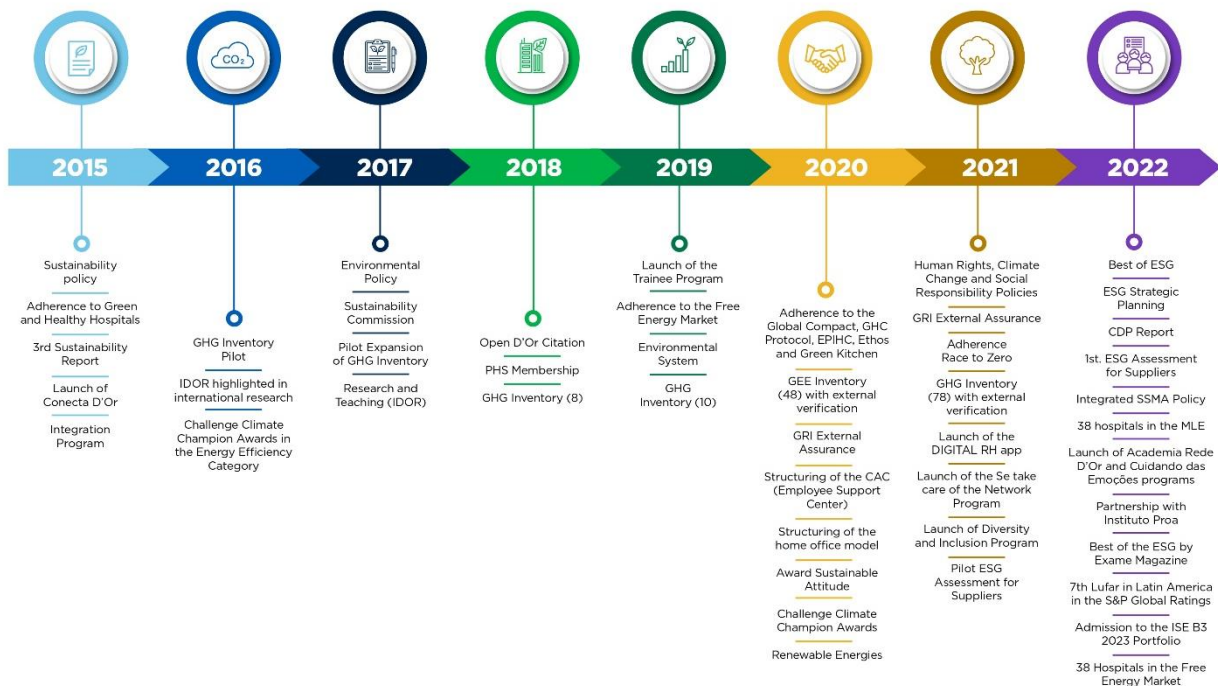 CO₂
2015
2016
2017
2018
2019
2020
2021
2022
Sustainability
policy
Adherence to Green
and Healthy Hospitals
3rd Sustainability
Report
Launch of
Conecta D'Or
Integration
Program
GHG Inventory
Pilot
IDOR highlighted in
international research
Challenge Climate
Champion Awards in
the Energy Efficiency
Category
Environmental
Policy
Sustainability
Commission
Pilot Expansion
of GHG Inventory
Research and
Teaching (IDOR)
Open D'Or Citation
PHS Membership
GHG Inventory (8)
Launch of the
Trainee Program
Adherence to the Free
Energy Market
Environmental
System
GHG
Inventory (10)
Adherence to the
Global Compact, GHC
Protocol, EPIHC, Ethos
and Green Kitchen
GEE Inventory
(48) with external
verification
GRI External
Assurance
Structuring of the CAC
(Employee Support
Center)
Structuring of the
home office model
Award Sustainable
Attitude
Challenge Climate
Champion Awards
Renewable Energies
Human Rights, Climate
Change and Social
Responsibility Policies
GRI External Assurance
Adherence
Race to Zero
GHG Inventory
(78) with external
verification
Launch of the
DIGITAL RH app
Launch of the Se take
care of the Network
Program
Launch of Diversity
and Inclusion Program
Pilot ESG
Assessment for
Suppliers
Best of ESG
ESG Strategic
Planning
CDP Report
1st. ESG Assessment
for Suppliers
Integrated SSMA Policy
38 hospitals in the MLE
Launch of Academia Rede
D'Or and Cuidando das
Emoções programs
Partnership with
Instituto Proa
Best of the ESG by
Exame Magazine
7th Lufar in Latin America
in the S&P Global Ratings
Admission to the ISE B3
2023 Portfolio
38 Hospitals in the Free
Energy Market